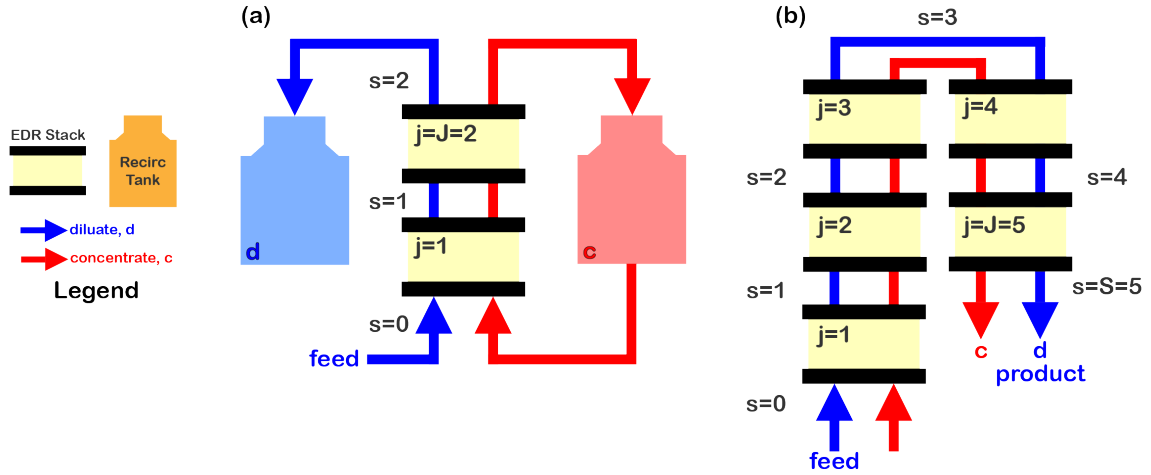 EDR Stack
Recirc
Tank
diluate, d
concentrate, c
Legend
(a)
s=2
j=J=2
s=1
j=1
d
c
s=0
feed
(b)
s=3
j=3
j=4
s=2
s=4
j=2
j=J=5
s=1
s=S=5
j=1
c
d
product
s=0
feed